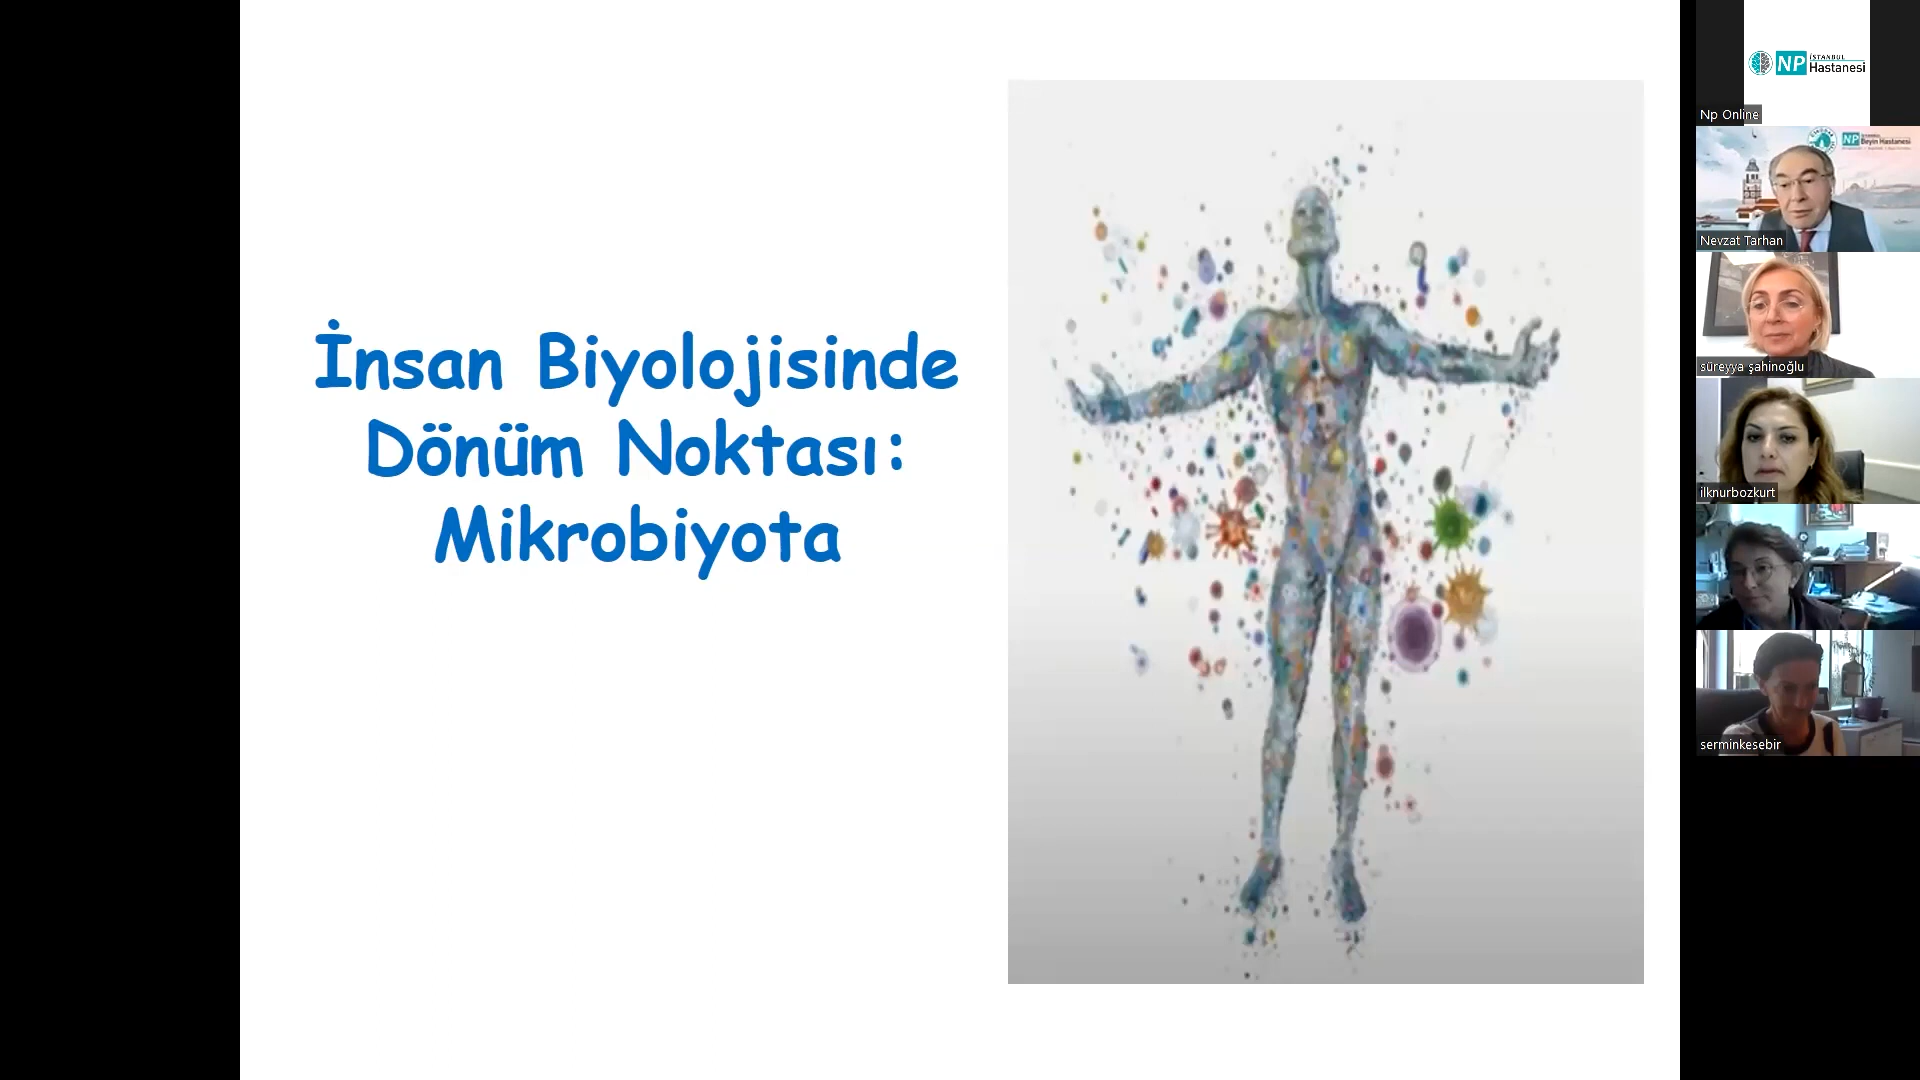 İnsan Biyolojisinde
Dönüm Noktası:
Mikrobiyota
NP İSTANBUL
Hastanesi
Np Online
NP
Beyin Hastanesi
Nevzat Tarhan
süreyya şahinoğlu
ilknurbozkurt
serminkesebir